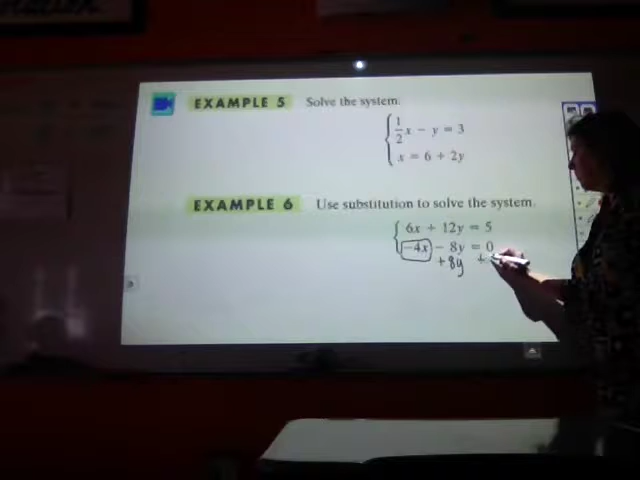 EXAMPLE 5 Solve the system.
1/2 x − y = 3
x = 6 + 2y
EXAMPLE 6 Use substitution to solve the system.
6x + 12y = 5
−4x − 8y = 0
+8y +